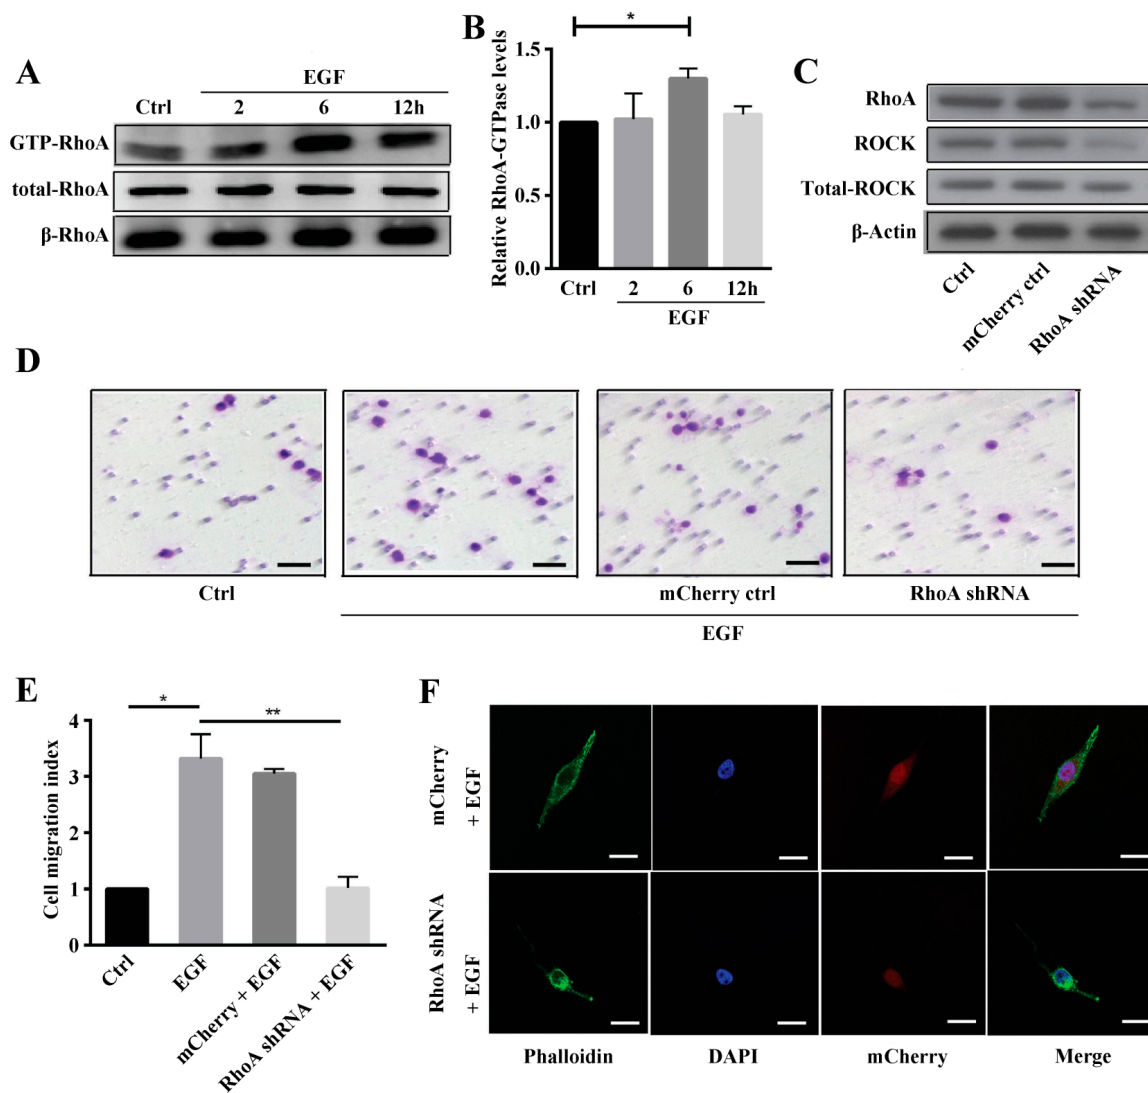 A
EGF
Ctrl 2 6 12h
GTP-RhoA
total-RhoA
β-RhoA
B
*
Relative RhoA-GTPase levels
1.5
1.0
0.5
0.0
Ctrl 2 6 12h
EGF
C
RhoA
ROCK
Total-ROCK
β-Actin
Ctrl
mCherry ctrl
RhoA shRNA
D
Ctrl
mCherry ctrl
RhoA shRNA
EGF
E
*
**
Cell migration index
4
3
2
1
0
Ctrl
EGF
mCherry + EGF
RhoA shRNA + EGF
F
mCherry
+ EGF
RhoA shRNA
+ EGF
Phalloidin
DAPI
mCherry
Merge